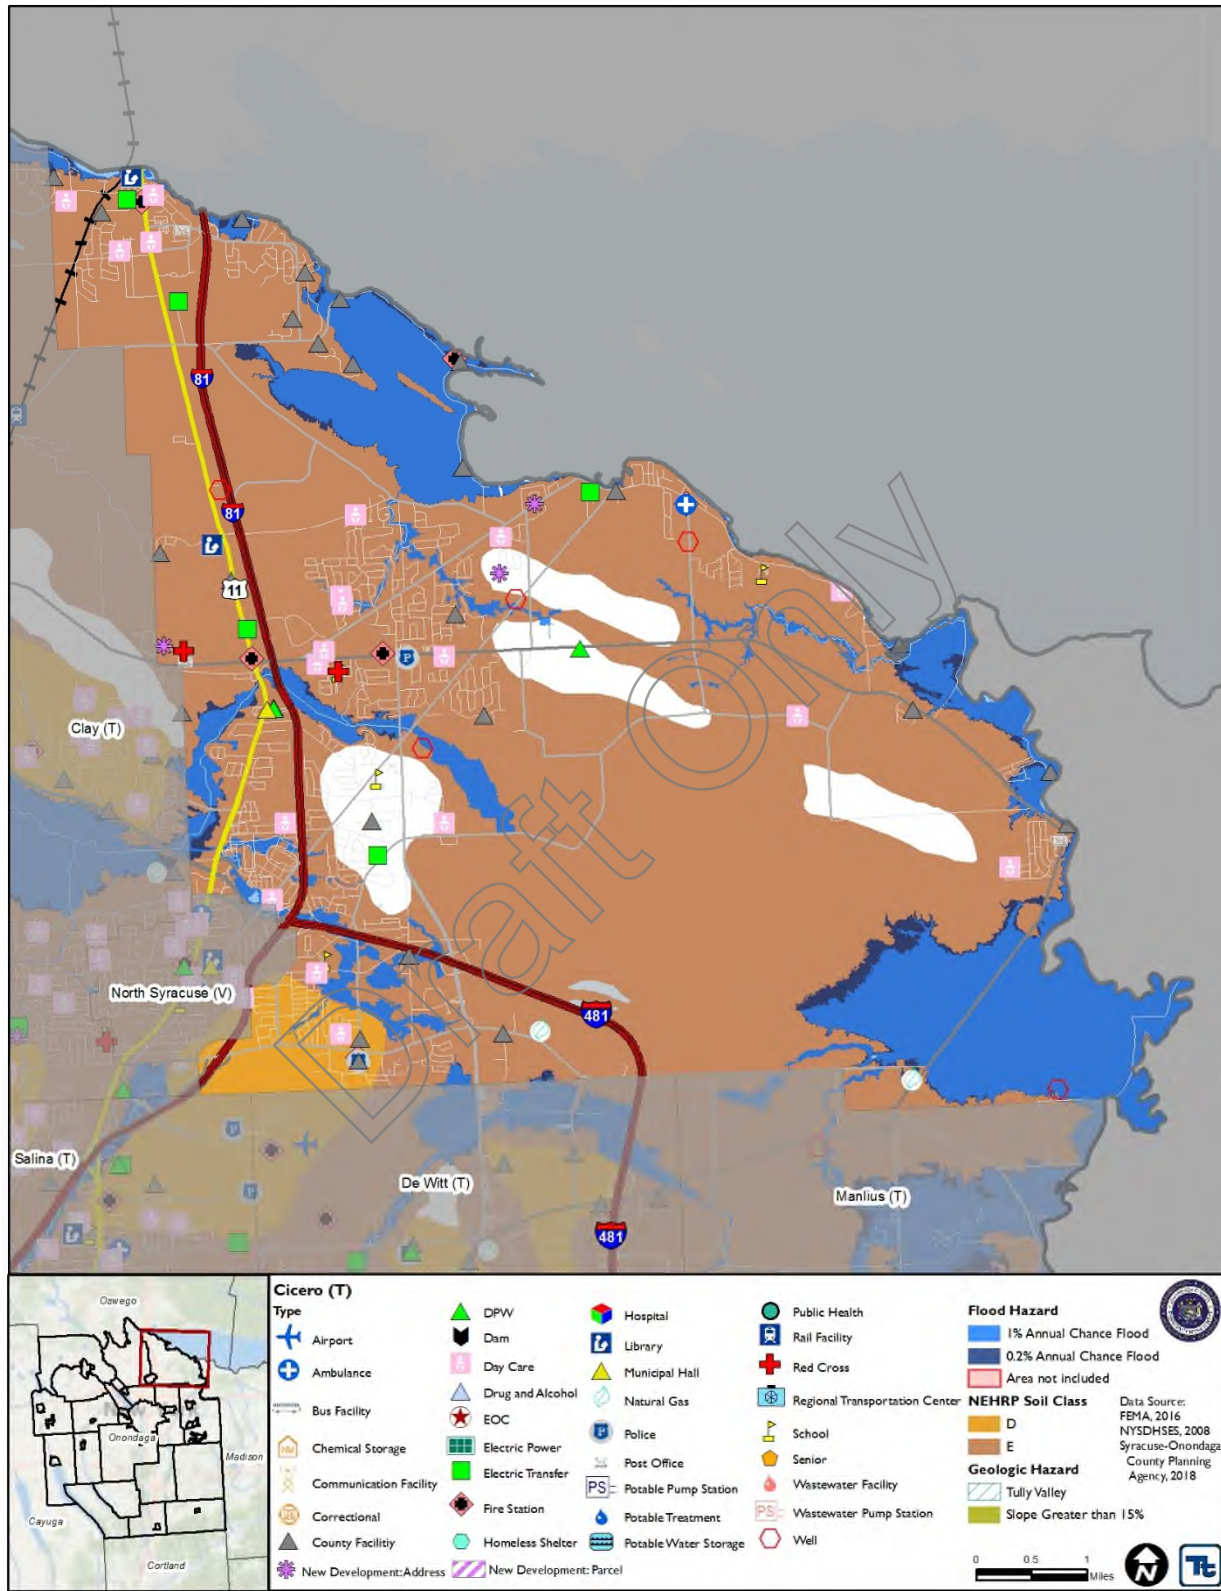 81
81
11
Clay (T)
North Syracuse (V)
481
Salina (T)
De Witt (T)
Manlius (T)
481
Draft Only
Oswego
Onondaga
Madison
Cayuga
Cortland
Cicero (T)
Type
Airport
Ambulance
Bus Facility
Chemical Storage
Communication Facility
Correctional
County Facilitiy
New Development: Address
DPW
Dam
Day Care
Drug and Alcohol
EOC
Electric Power
Electric Transfer
Fire Station
Homeless Shelter
New Development: Parcel
Hospital
Library
Municipal Hall
Natural Gas
Police
Post Office
PS
Potable Pump Station
Potable Treatment
Potable Water Storage
Public Health
Rail Facility
Red Cross
Regional Transportation Center
School
Senior
Wastewater Facility
PS
Wastewater Pump Station
Well
Flood Hazard
1% Annual Chance Flood
0.2% Annual Chance Flood
Area not included
NEHRP Soil Class
D
E
Geologic Hazard
Tully Valley
Slope Greater than 15%
Data Source:
FEMA, 2016
NYSDHSES, 2008
Syracuse-Onondaga
County Planning
Agency, 2018
0 0.5 1
Miles
N
Tt